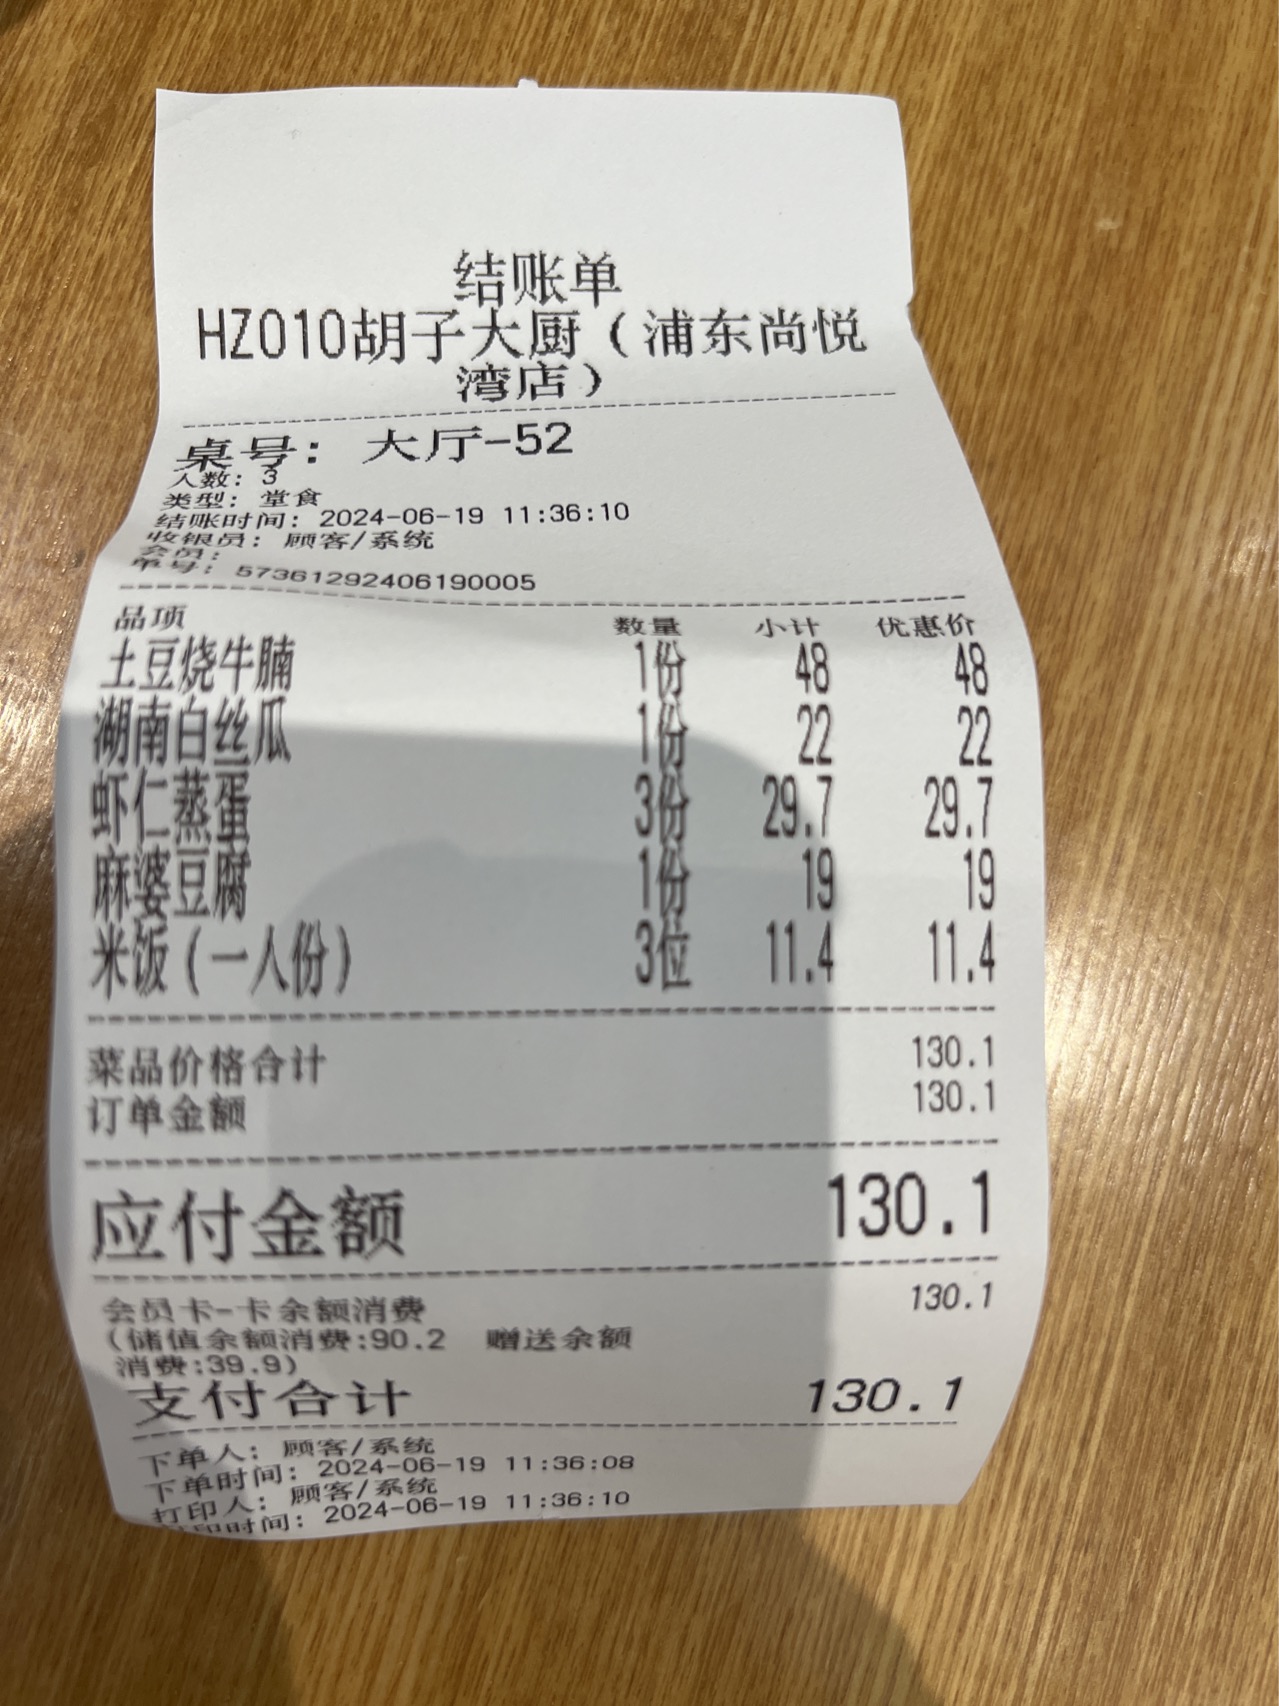 结账单
HZ010胡子大厨（浦东尚悦
湾店）
桌号： 大厅-52
人数：3
类型：堂食
结账时间：2024-06-19 11:36:10
收银员：顾客/系统
会员：
单号：57361292406190005
品项 数量 小计 优惠价
土豆烧牛腩 1份 48 48
湖南白丝瓜 1份 22 22
虾仁蒸蛋 3份 29.7 29.7
麻婆豆腐 1份 19 19
米饭（一人份） 3位 11.4 11.4
菜品价格合计 130.1
订单金额 130.1
应付金额 130.1
会员卡-卡余额消费 130.1
(储值余额消费:90.2 赠送余额
消费:39.9)
支付合计 130.1
下单人：顾客/系统
下单时间：2024-06-19 11:36:08
打印人：顾客/系统
打印时间：2024-06-19 11:36:10